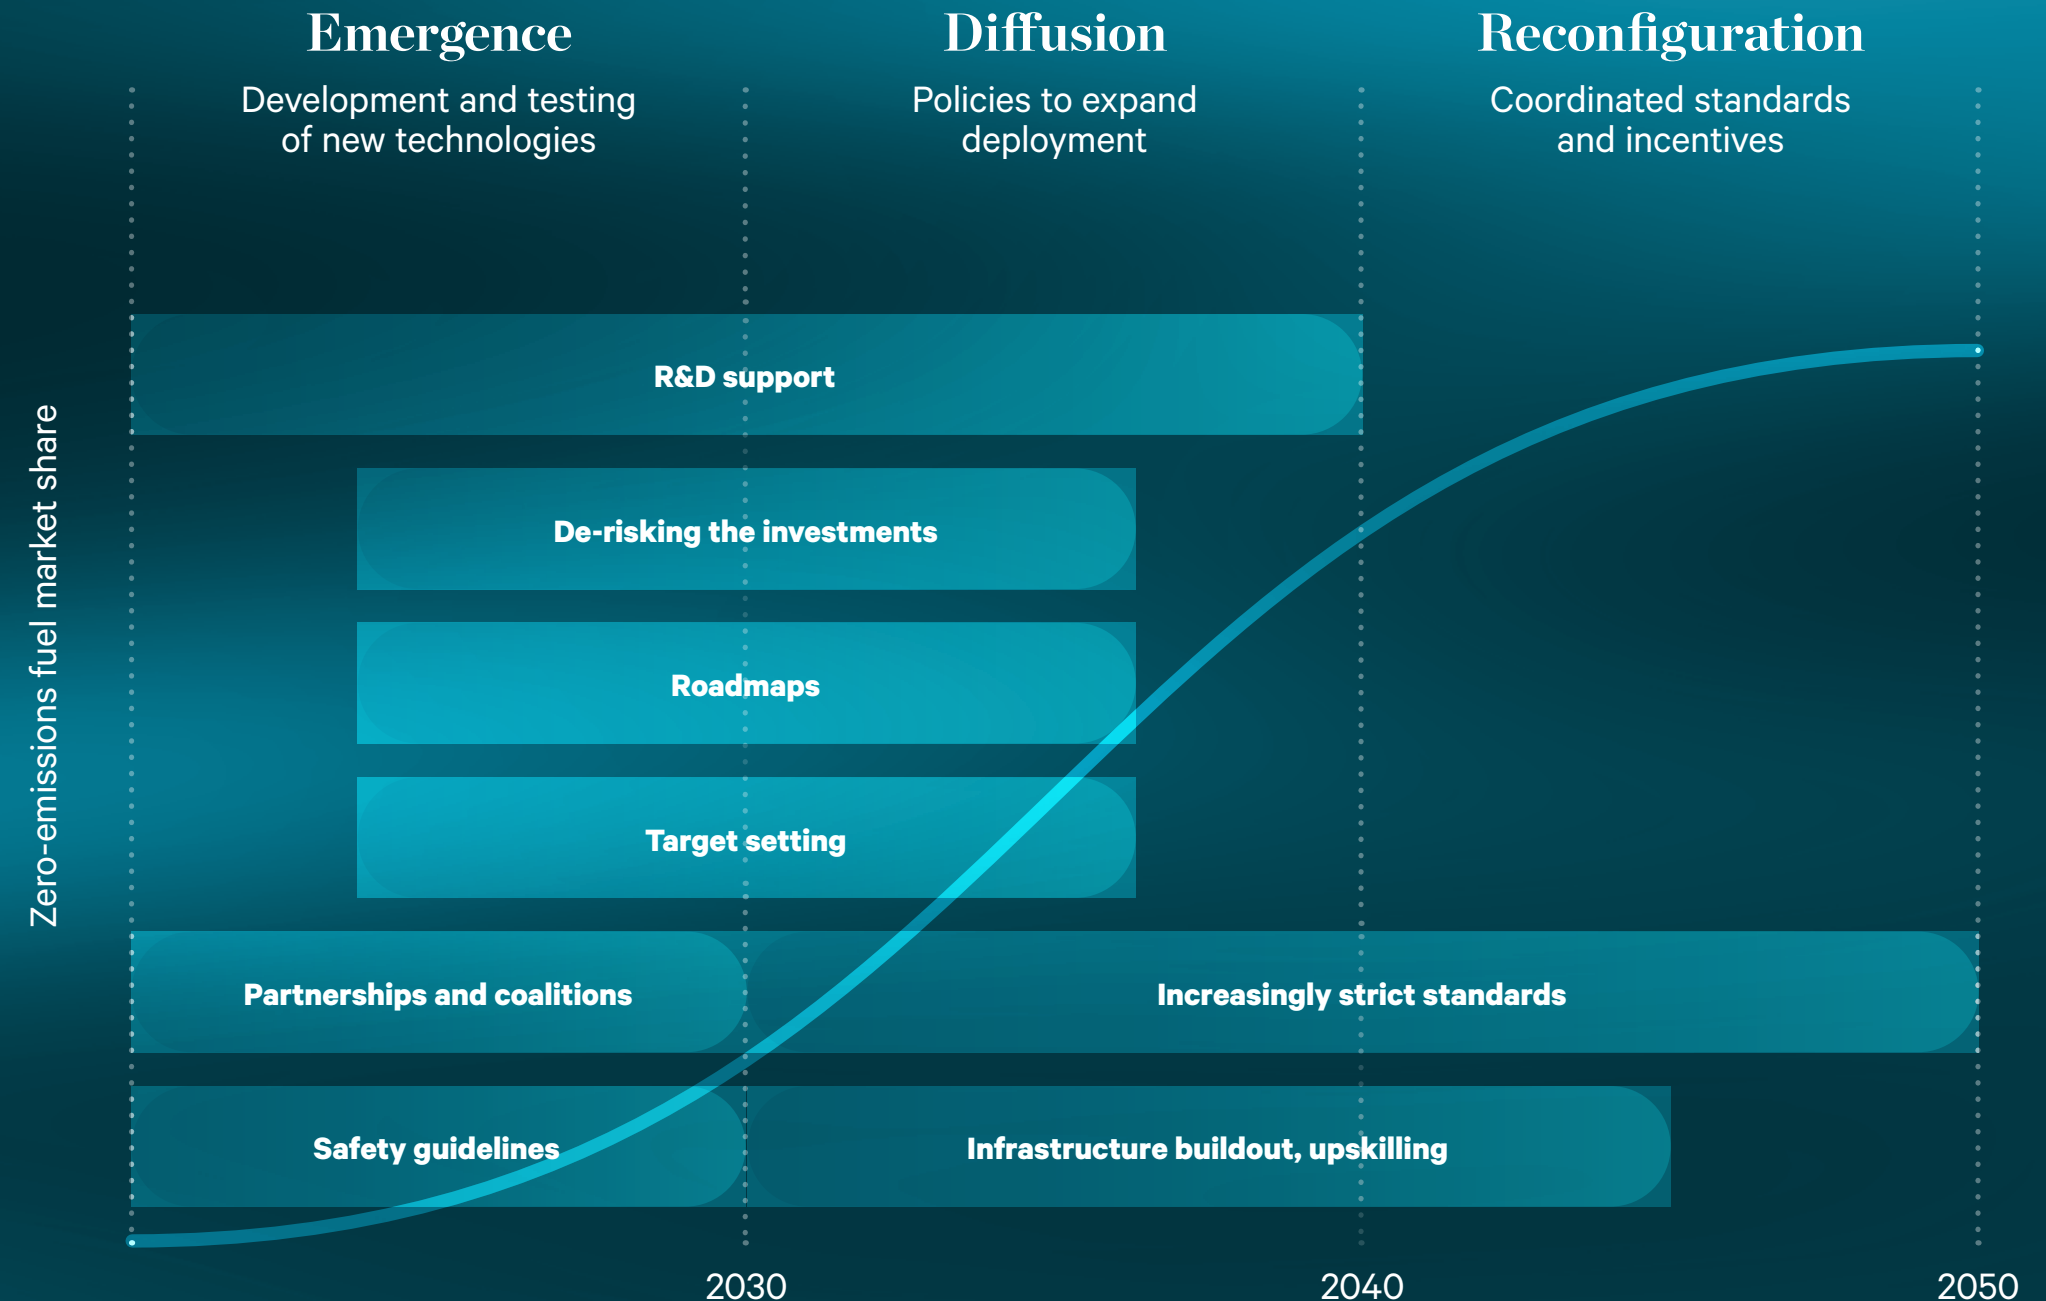 Emergence
Development and testing
of new technologies
Diffusion
Policies to expand
deployment
Reconfiguration
Coordinated standards
and incentives
Zero-emissions fuel market share
R&D support
De-risking the investments
Roadmaps
Target setting
Partnerships and coalitions
Increasingly strict standards
Safety guidelines
Infrastructure buildout, upskilling
2030
2040
2050